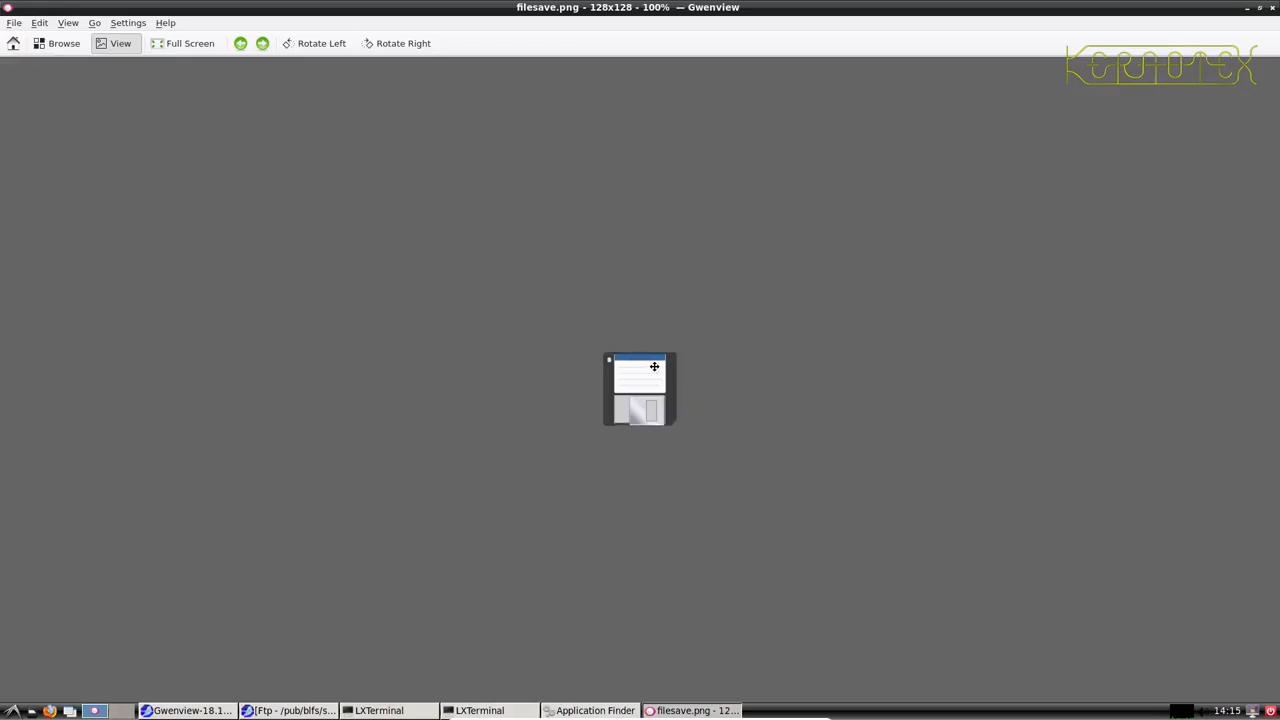 filesave.png - 128x128 - 100% — Gwenview
File Edit View Go Settings Help
Browse View Full Screen Rotate Left Rotate Right
KERNOTEX
Gwenview-18.1... [Ftp - /pub/blfs/s... LXTerminal LXTerminal Application Finder filesave.png - 12... 14:15